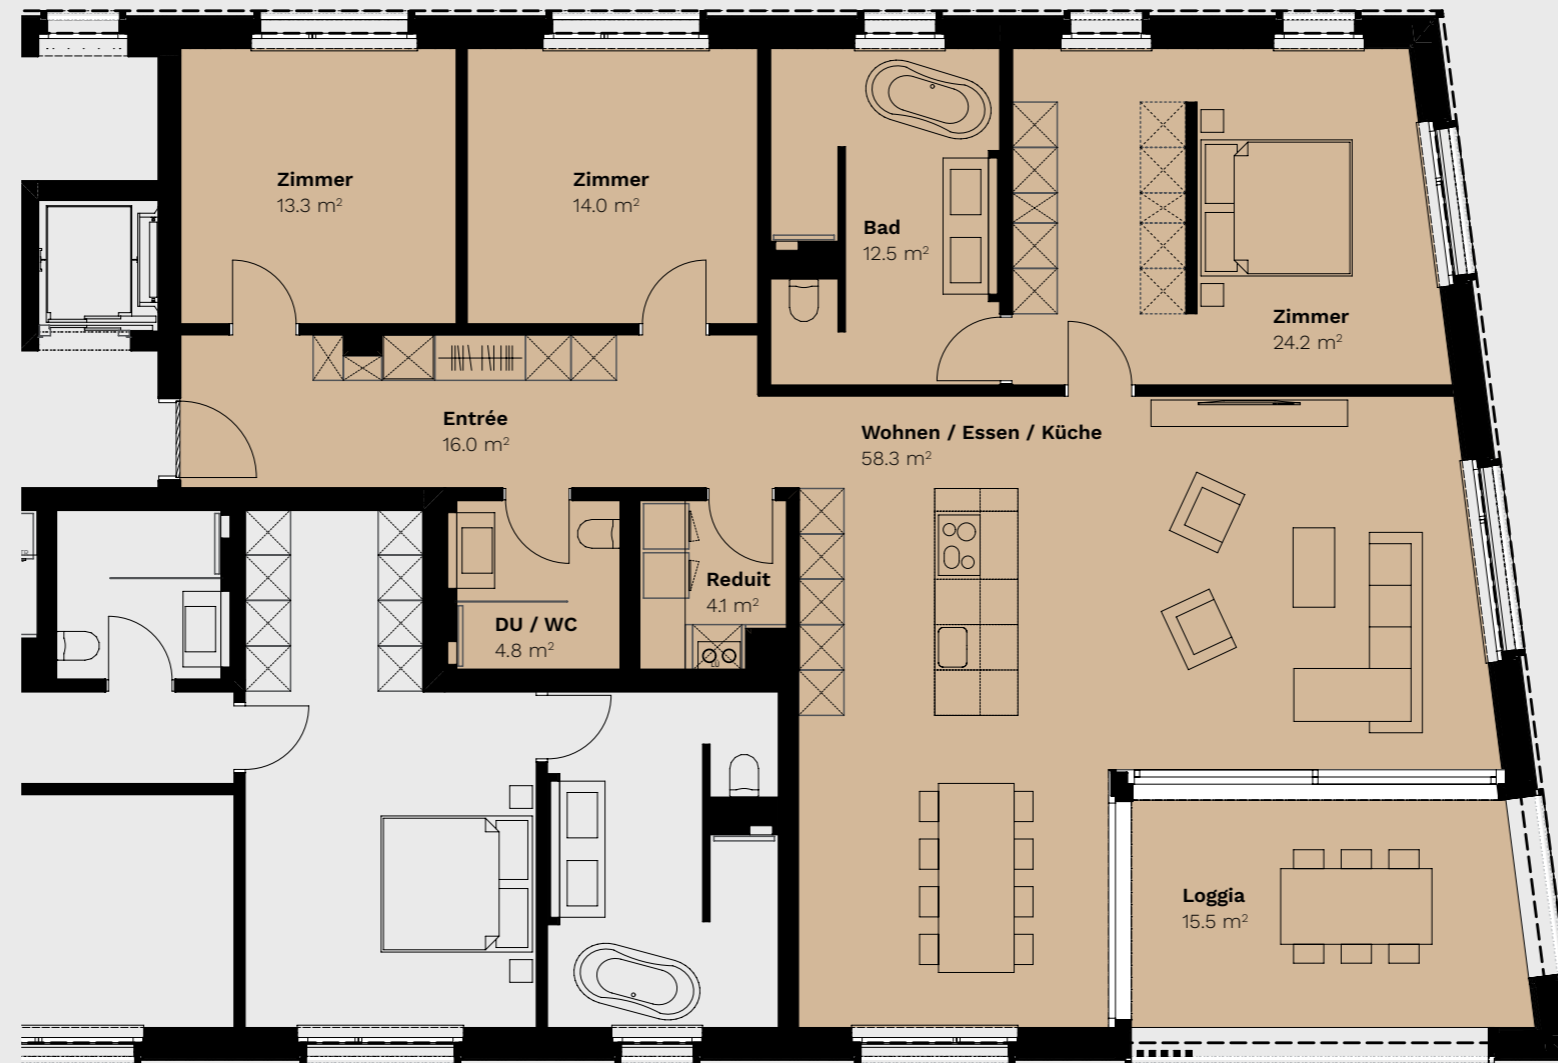 Zimmer
13.3 m²
Zimmer
14.0 m²
Bad
12.5 m²
Zimmer
24.2 m²
Entrée
16.0 m²
Wohnen / Essen / Küche
58.3 m²
Reduit
4.1 m²
DU / WC
4.8 m²
Loggia
15.5 m²